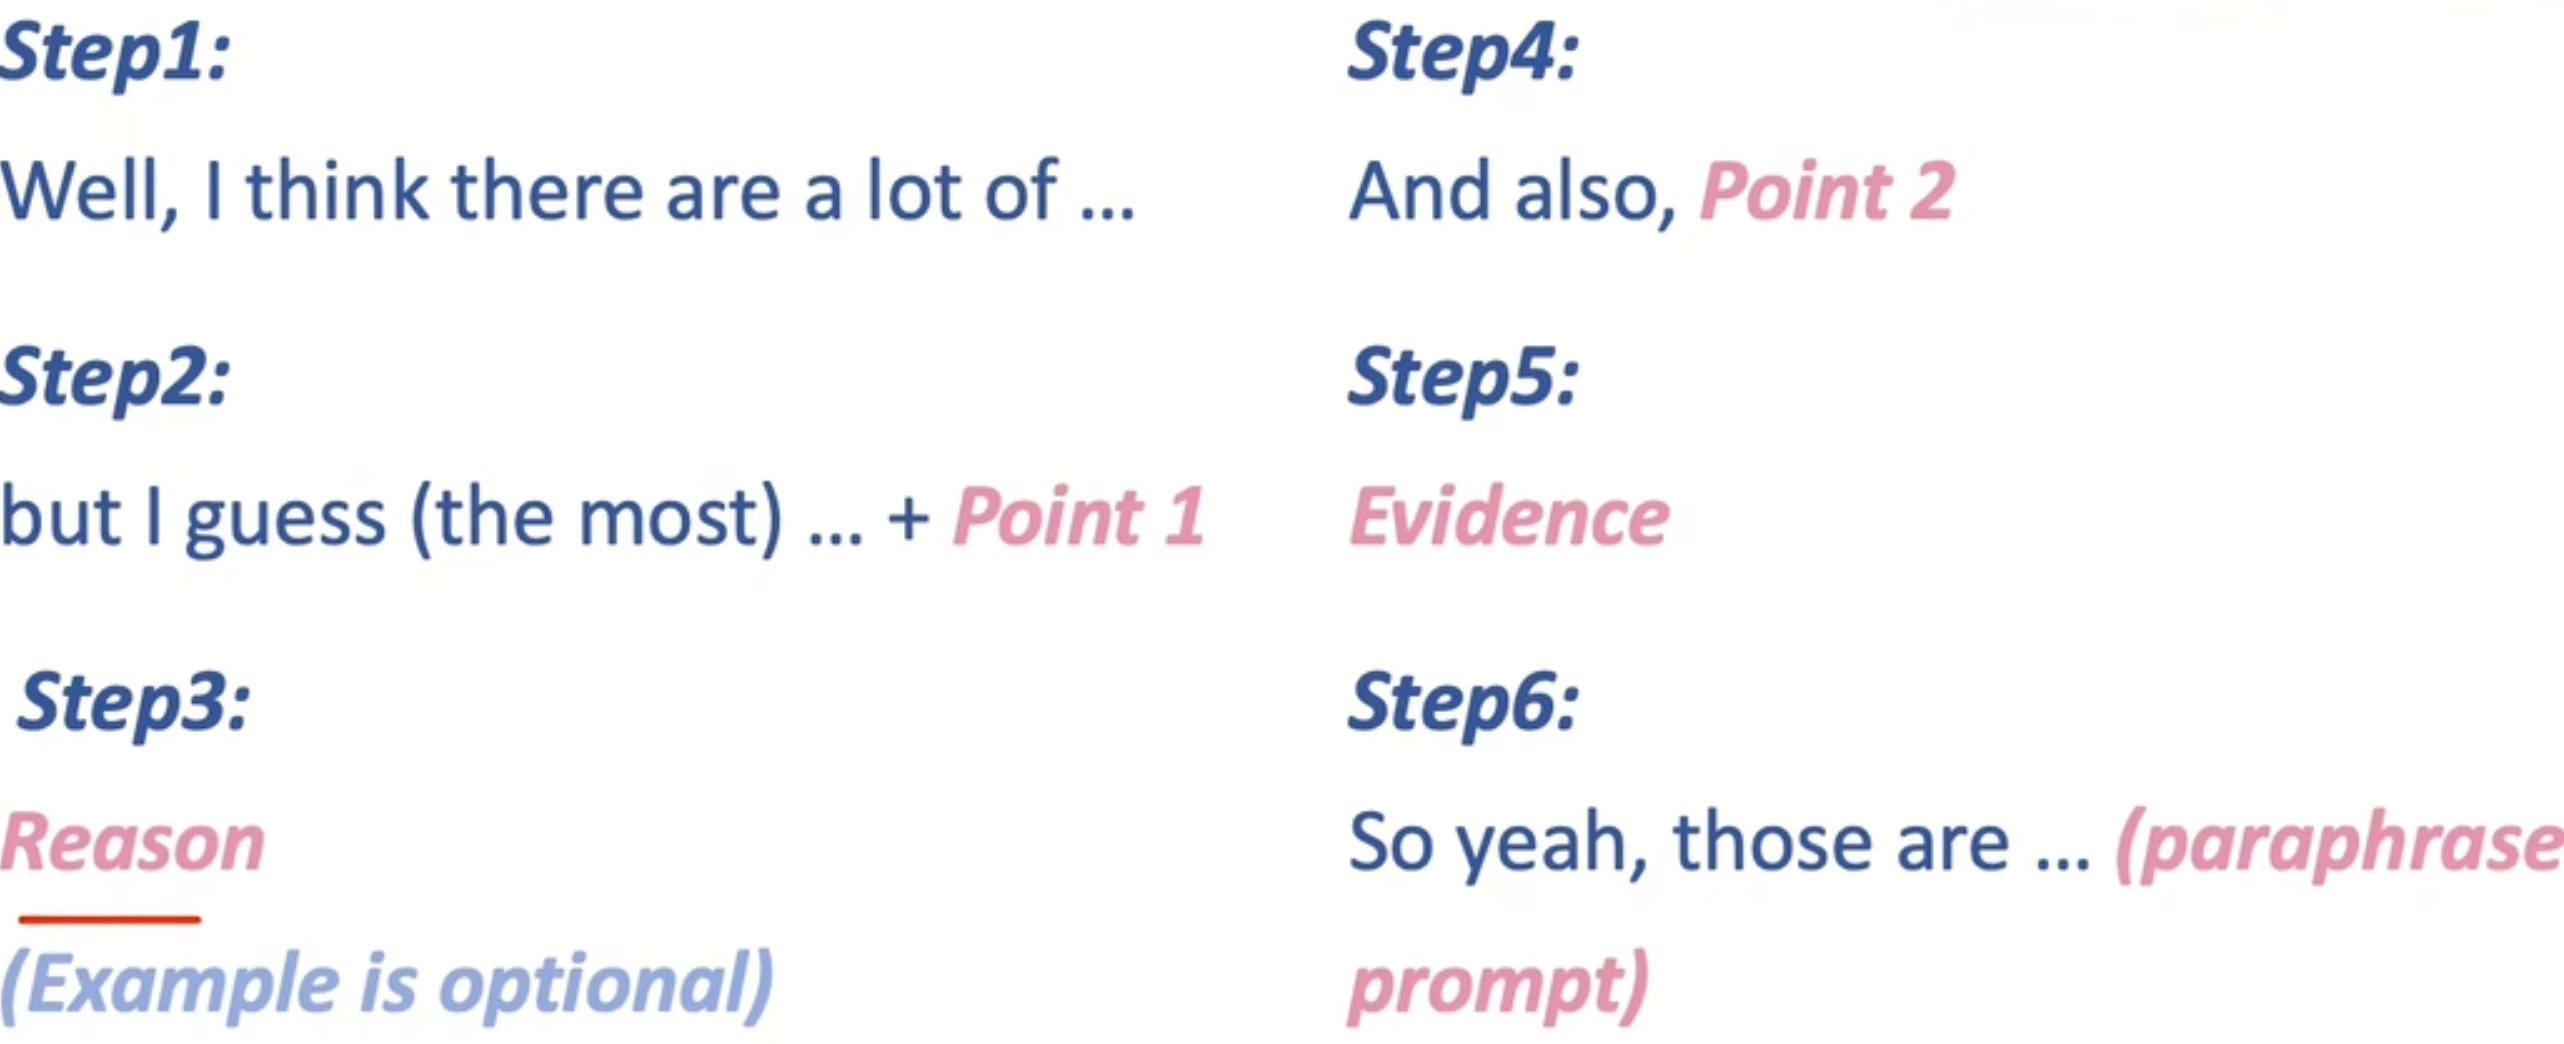 Step1:
Well, I think there are a lot of ...
Step2:
but I guess (the most) ... + Point 1
Step3:
Reason
(Example is optional)
Step4:
And also, Point 2
Step5:
Evidence
Step6:
So yeah, those are ... (paraphrase
prompt)